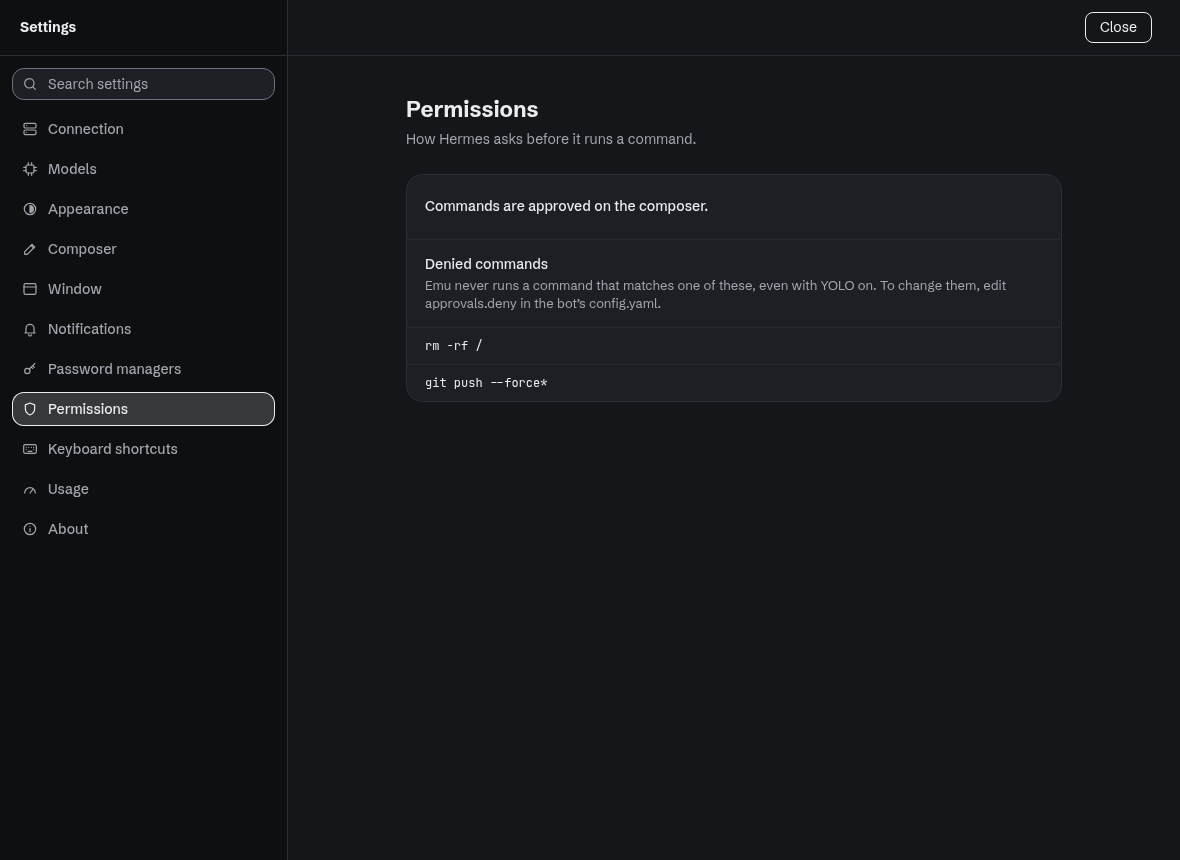 Settings
Close
Search settings
Connection
Models
Appearance
Composer
Window
Notifications
Password managers
Permissions
Keyboard shortcuts
Usage
About
Permissions
How Hermes asks before it runs a command.
Commands are approved on the composer.
Denied commands
Emu never runs a command that matches one of these, even with YOLO on. To change them, edit
approvals.deny in the bot’s config.yaml.
rm -rf /
git push --force*